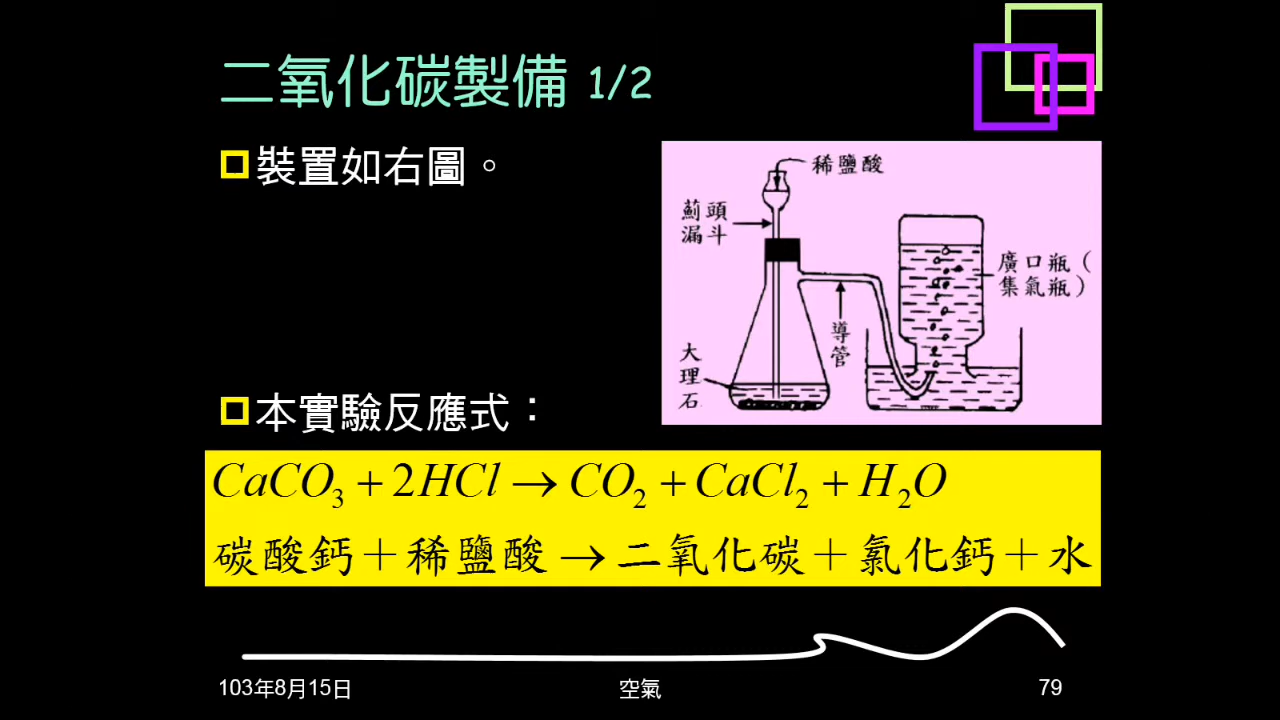 二氧化碳製備 1/2
裝置如右圖。
稀鹽酸
薊頭
漏斗
廣口瓶(
集氣瓶)
導管
大理石
本實驗反應式：
CaCO₃ + 2HCl → CO₂ + CaCl₂ + H₂O
碳酸鈣＋稀鹽酸→二氧化碳＋氯化鈣＋水
103年8月15日
空氣
79